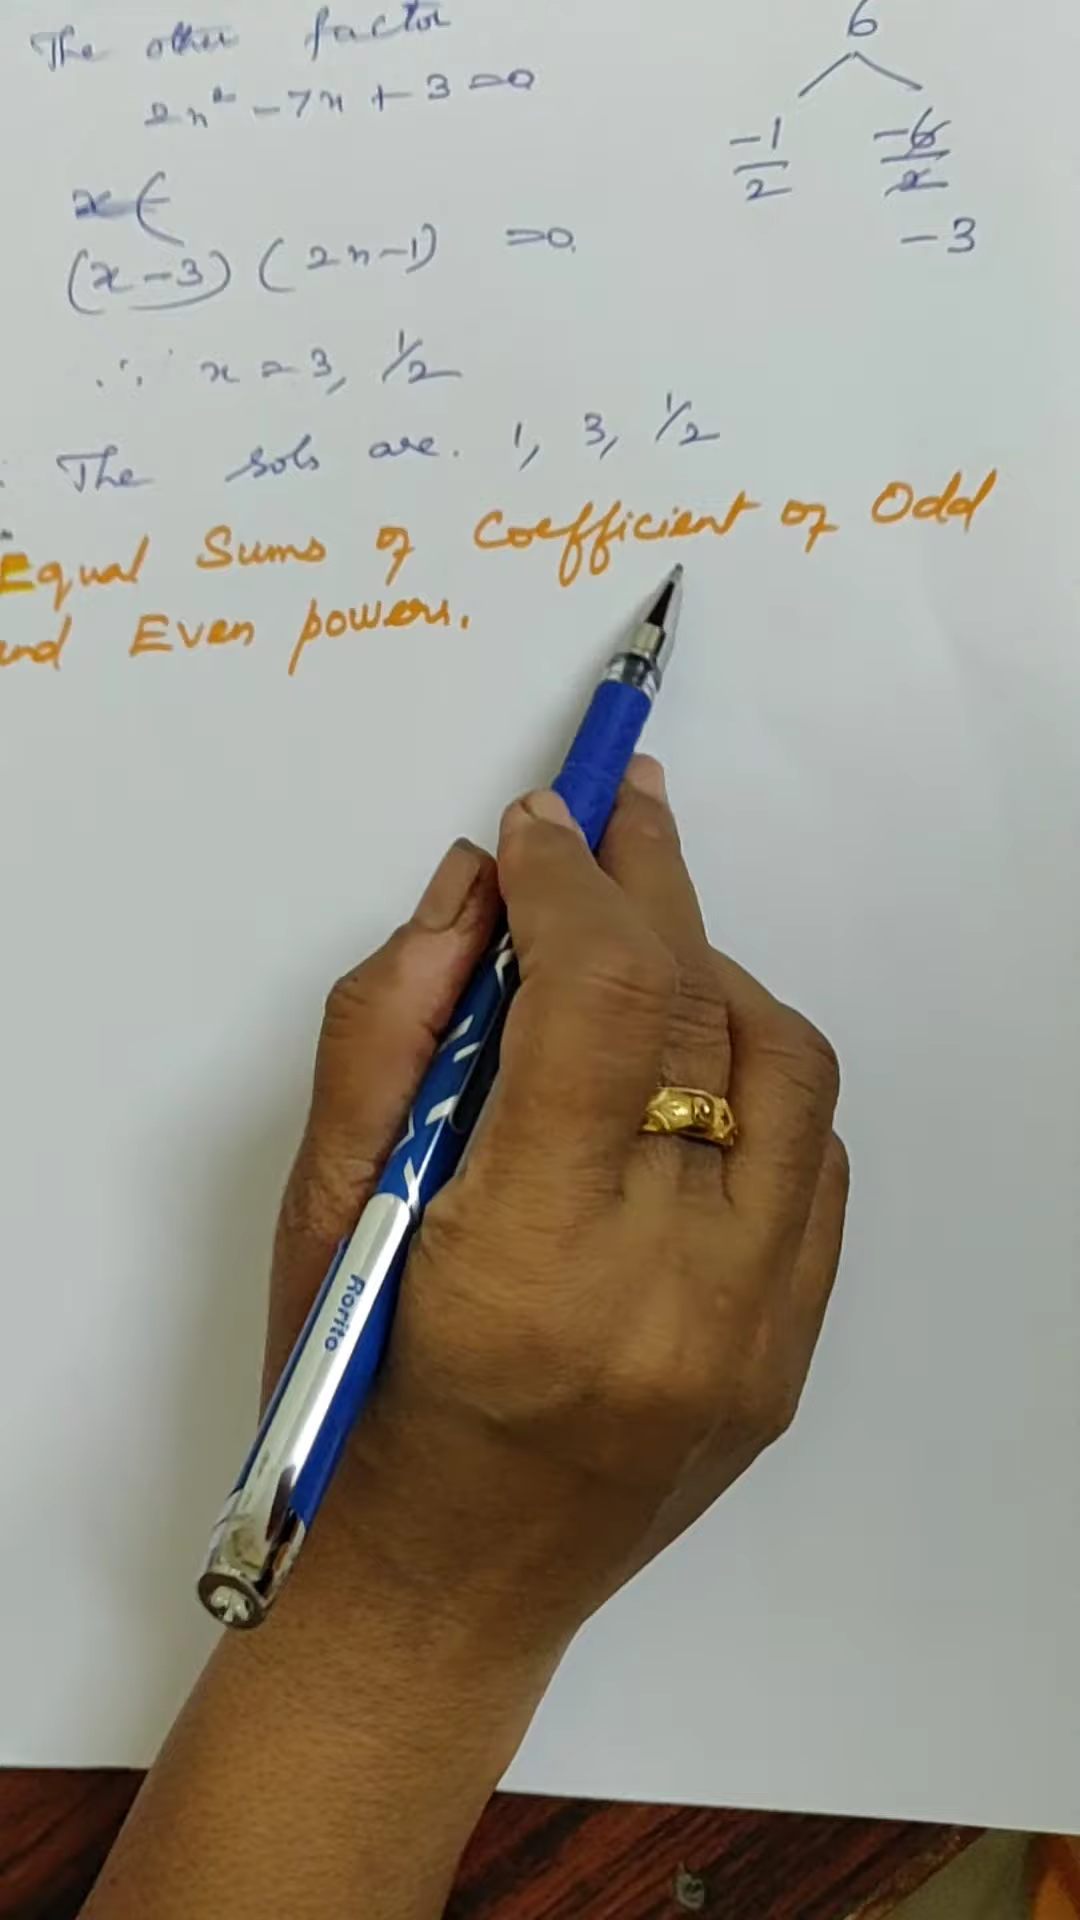 The other factor
2x² - 7x + 3 = 0
6
-1/2 -6/2
-3
x(
(x-3) (2x-1) = 0.
∴ x = 3, 1/2
The sols are. 1, 3, 1/2
Equal Sums of Coefficient of Odd
and Even powers.
Rorito